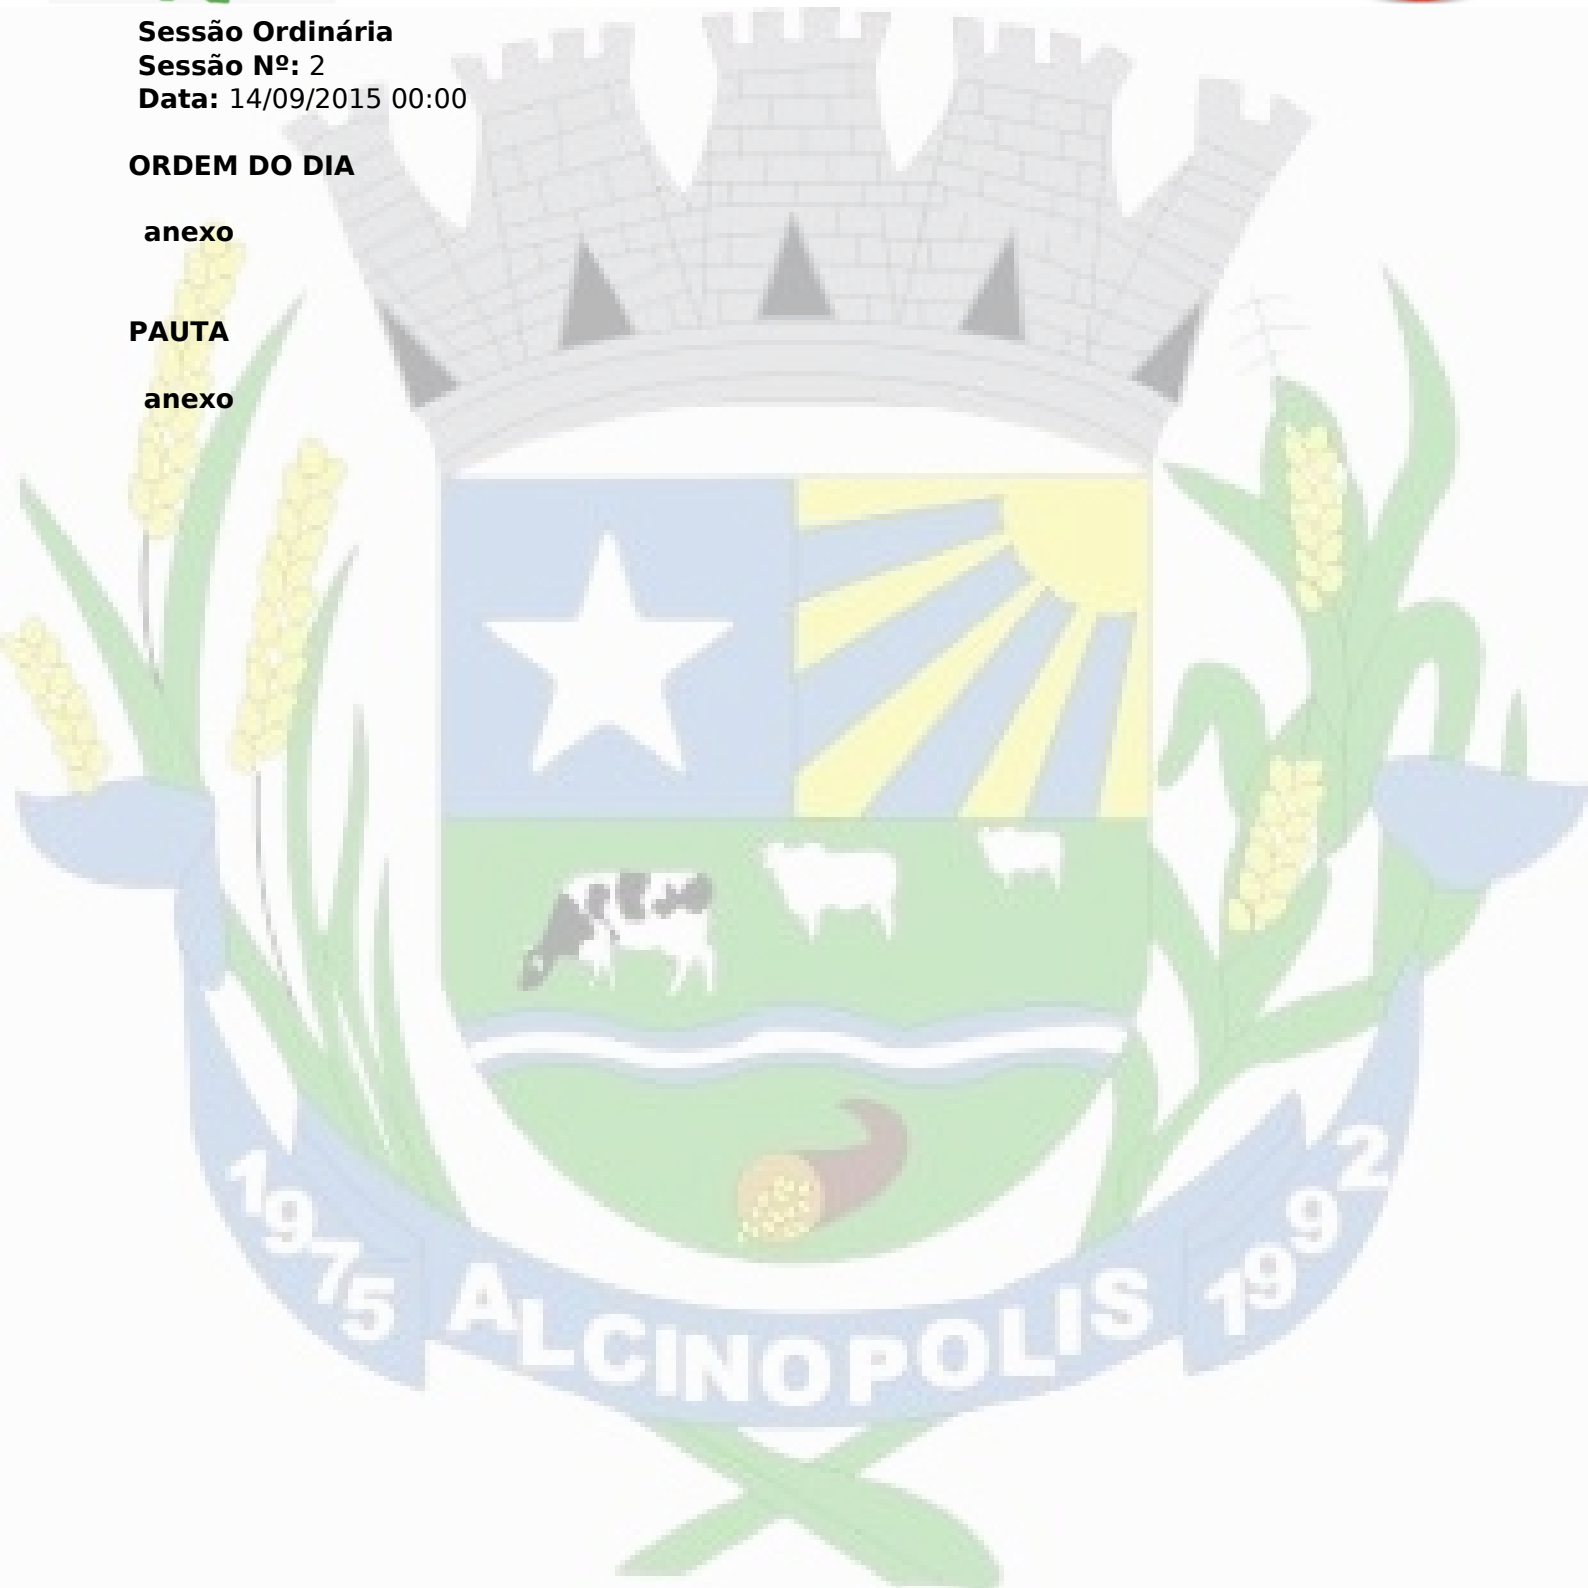 Sessão Ordinária
Sessão Nº: 2
Data: 14/09/2015 00:00
ORDEM DO DIA
anexo
PAUTA
anexo
1975 ALCINOPOLIS 1992